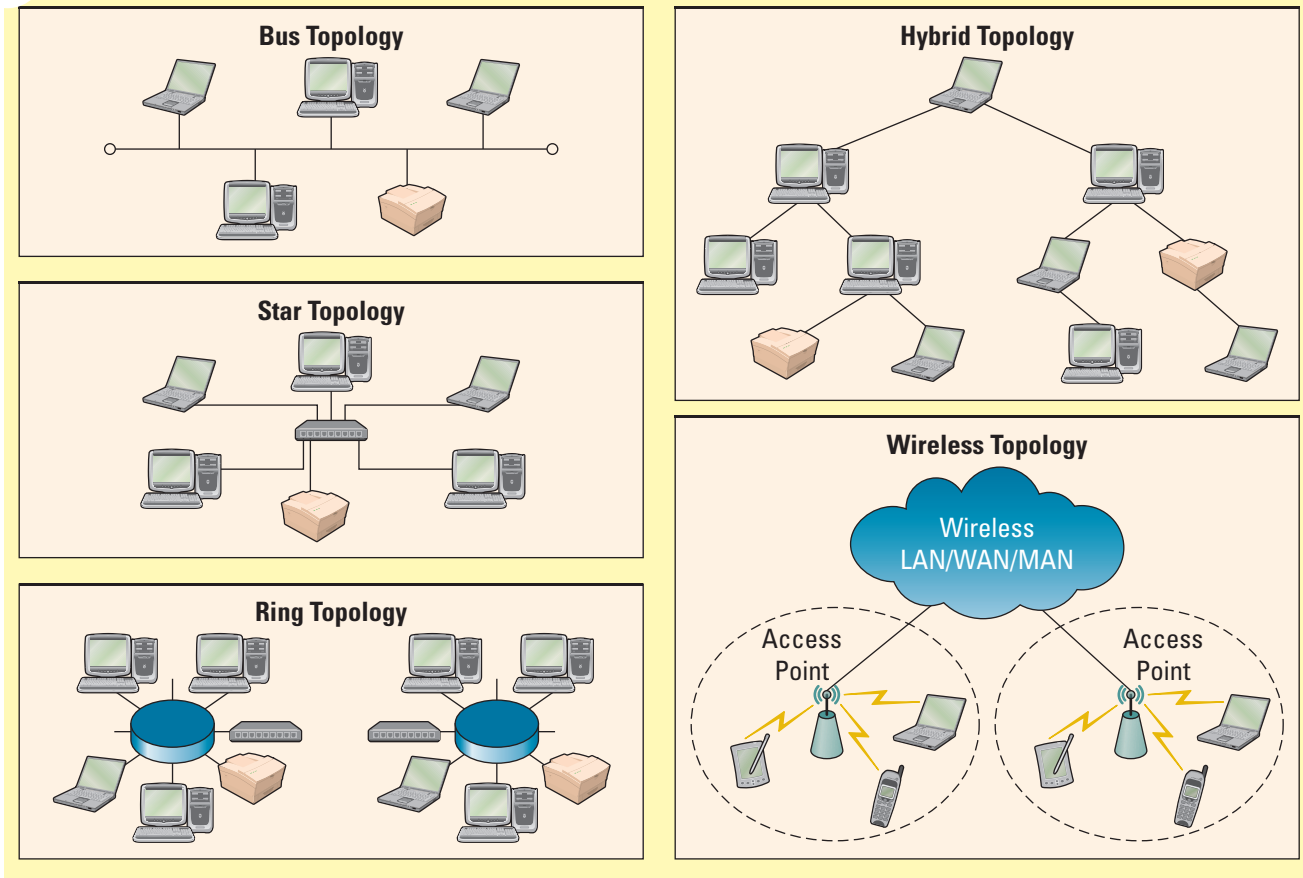 Bus Topology
Star Topology
Ring Topology
Hybrid Topology
Wireless Topology
Wireless
LAN/WAN/MAN
Access
Point
Access
Point